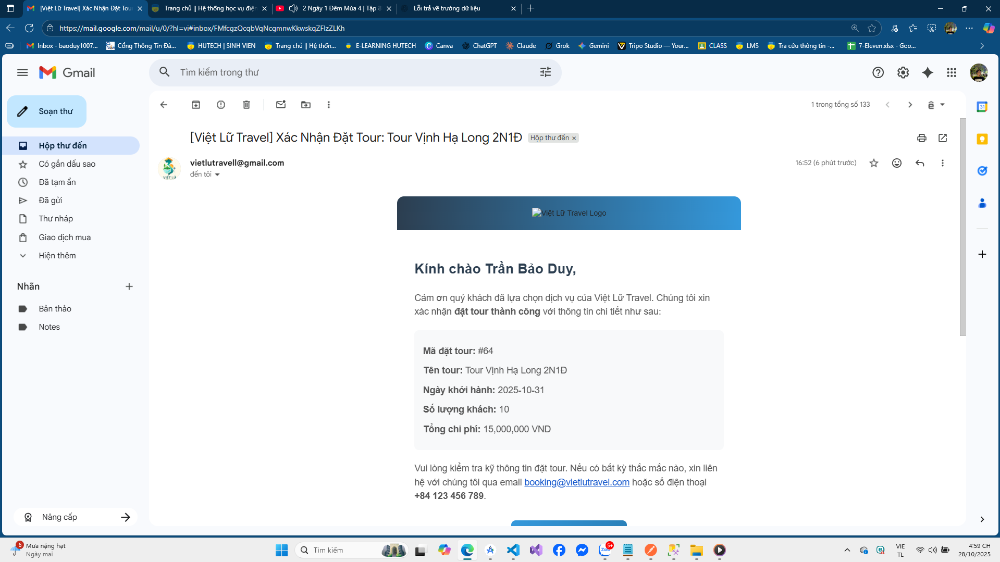 [Việt Lữ Travel] Xác Nhận Đặt Tour
Trang chủ || Hệ thống học vụ điện
2 Ngày 1 Đêm Mùa 4 | Tập 8
Lỗi trả về trường dữ liệu
https://mail.google.com/mail/u/0/?hl=vi#inbox/FMfcgzQcqbVqNcgmnwKkwskqZFlzZLKh
Inbox - baoduy1007...
Cổng Thông Tin Đà...
HUTECH | SINH VIÊN
Trang chủ || Hệ thốn...
E-LEARNING HUTECH
Canva
ChatGPT
Claude
Grok
Gemini
Tripo Studio — Your...
CLASS
LMS
Tra cứu thông tin -...
7-Eleven.xlsx - Goo...
Gmail
Tìm kiếm trong thư
Soạn thư
1 trong tổng số 133
[Việt Lữ Travel] Xác Nhận Đặt Tour: Tour Vịnh Hạ Long 2N1Đ
Hộp thư đến ×
Hộp thư đến
Có gắn dấu sao
Đã tạm ẩn
Đã gửi
Thư nháp
Giao dịch mua
Hiện thêm
Nhãn
Bản thảo
Notes
Nâng cấp
VIỆT LỮ
vietlutravell@gmail.com
đến tôi
16:52 (6 phút trước)
Việt Lữ Travel Logo
Kính chào Trần Bảo Duy,
Cảm ơn quý khách đã lựa chọn dịch vụ của Việt Lữ Travel. Chúng tôi xin
xác nhận đặt tour thành công với thông tin chi tiết như sau:
Mã đặt tour: #64
Tên tour: Tour Vịnh Hạ Long 2N1Đ
Ngày khởi hành: 2025-10-31
Số lượng khách: 10
Tổng chi phí: 15,000,000 VND
Vui lòng kiểm tra kỹ thông tin đặt tour. Nếu có bất kỳ thắc mắc nào, xin liên
hệ với chúng tôi qua email booking@vietlutravel.com hoặc số điện thoại
+84 123 456 789.
31
6
Mưa nặng hạt
Ngày mai
Tìm kiếm
Zalo
5+
VIE
TL
4:59 CH
28/10/2025